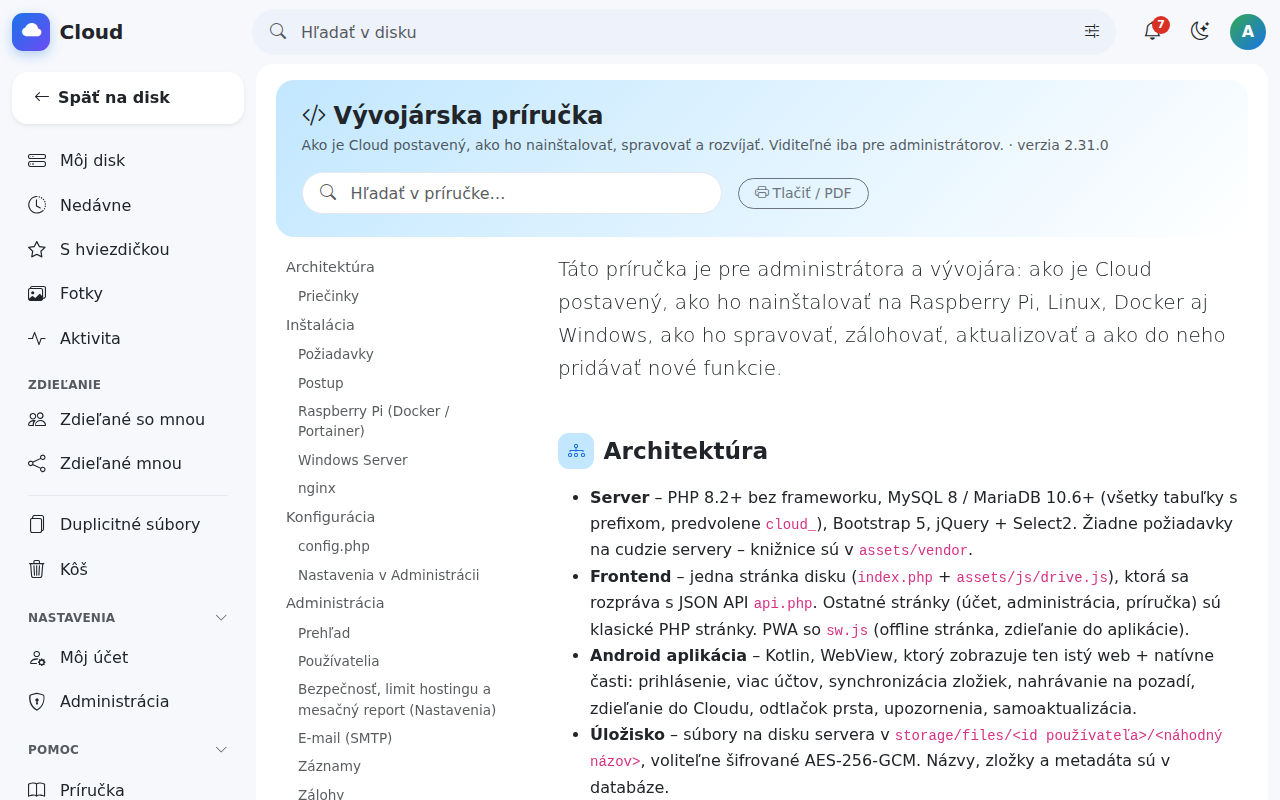 Cloud
Hľadať v disku
7
A
Späť na disk
Môj disk
Nedávne
S hviezdičkou
Fotky
Aktivita
ZDIEĽANIE
Zdieľané so mnou
Zdieľané mnou
Duplicitné súbory
Kôš
NASTAVENIA
Môj účet
Administrácia
POMOC
Príručka
Vývojárska príručka
Ako je Cloud postavený, ako ho nainštalovať, spravovať a rozvíjať. Viditeľné iba pre administrátorov. · verzia 2.31.0
Hľadať v príručke…
Tlačiť / PDF
Architektúra
Priečinky
Inštalácia
Požiadavky
Postup
Raspberry Pi (Docker /
Portainer)
Windows Server
nginx
Konfigurácia
config.php
Nastavenia v Administrácii
Administrácia
Prehľad
Používatelia
Bezpečnosť, limit hostingu a
mesačný report (Nastavenia)
E-mail (SMTP)
Záznamy
Zálohy
Táto príručka je pre administrátora a vývojára: ako je Cloud
postavený, ako ho nainštalovať na Raspberry Pi, Linux, Docker aj
Windows, ako ho spravovať, zálohovať, aktualizovať a ako do neho
pridávať nové funkcie.
Architektúra
Server – PHP 8.2+ bez frameworku, MySQL 8 / MariaDB 10.6+ (všetky tabuľky s
prefixom, predvolene cloud_), Bootstrap 5, jQuery + Select2. Žiadne požiadavky
na cudzie servery – knižnice sú v assets/vendor.
Frontend – jedna stránka disku (index.php + assets/js/drive.js), ktorá sa
rozpráva s JSON API api.php. Ostatné stránky (účet, administrácia, príručka) sú
klasické PHP stránky. PWA so sw.js (offline stránka, zdieľanie do aplikácie).
Android aplikácia – Kotlin, WebView, ktorý zobrazuje ten istý web + natívne
časti: prihlásenie, viac účtov, synchronizácia zložiek, nahrávanie na pozadí,
zdieľanie do Cloudu, odtlačok prsta, upozornenia, samoaktualizácia.
Úložisko – súbory na disku servera v storage/files/<id používateľa>/<náhodný
názov>, voliteľne šifrované AES-256-GCM. Názvy, zložky a metadáta sú v
databáze.